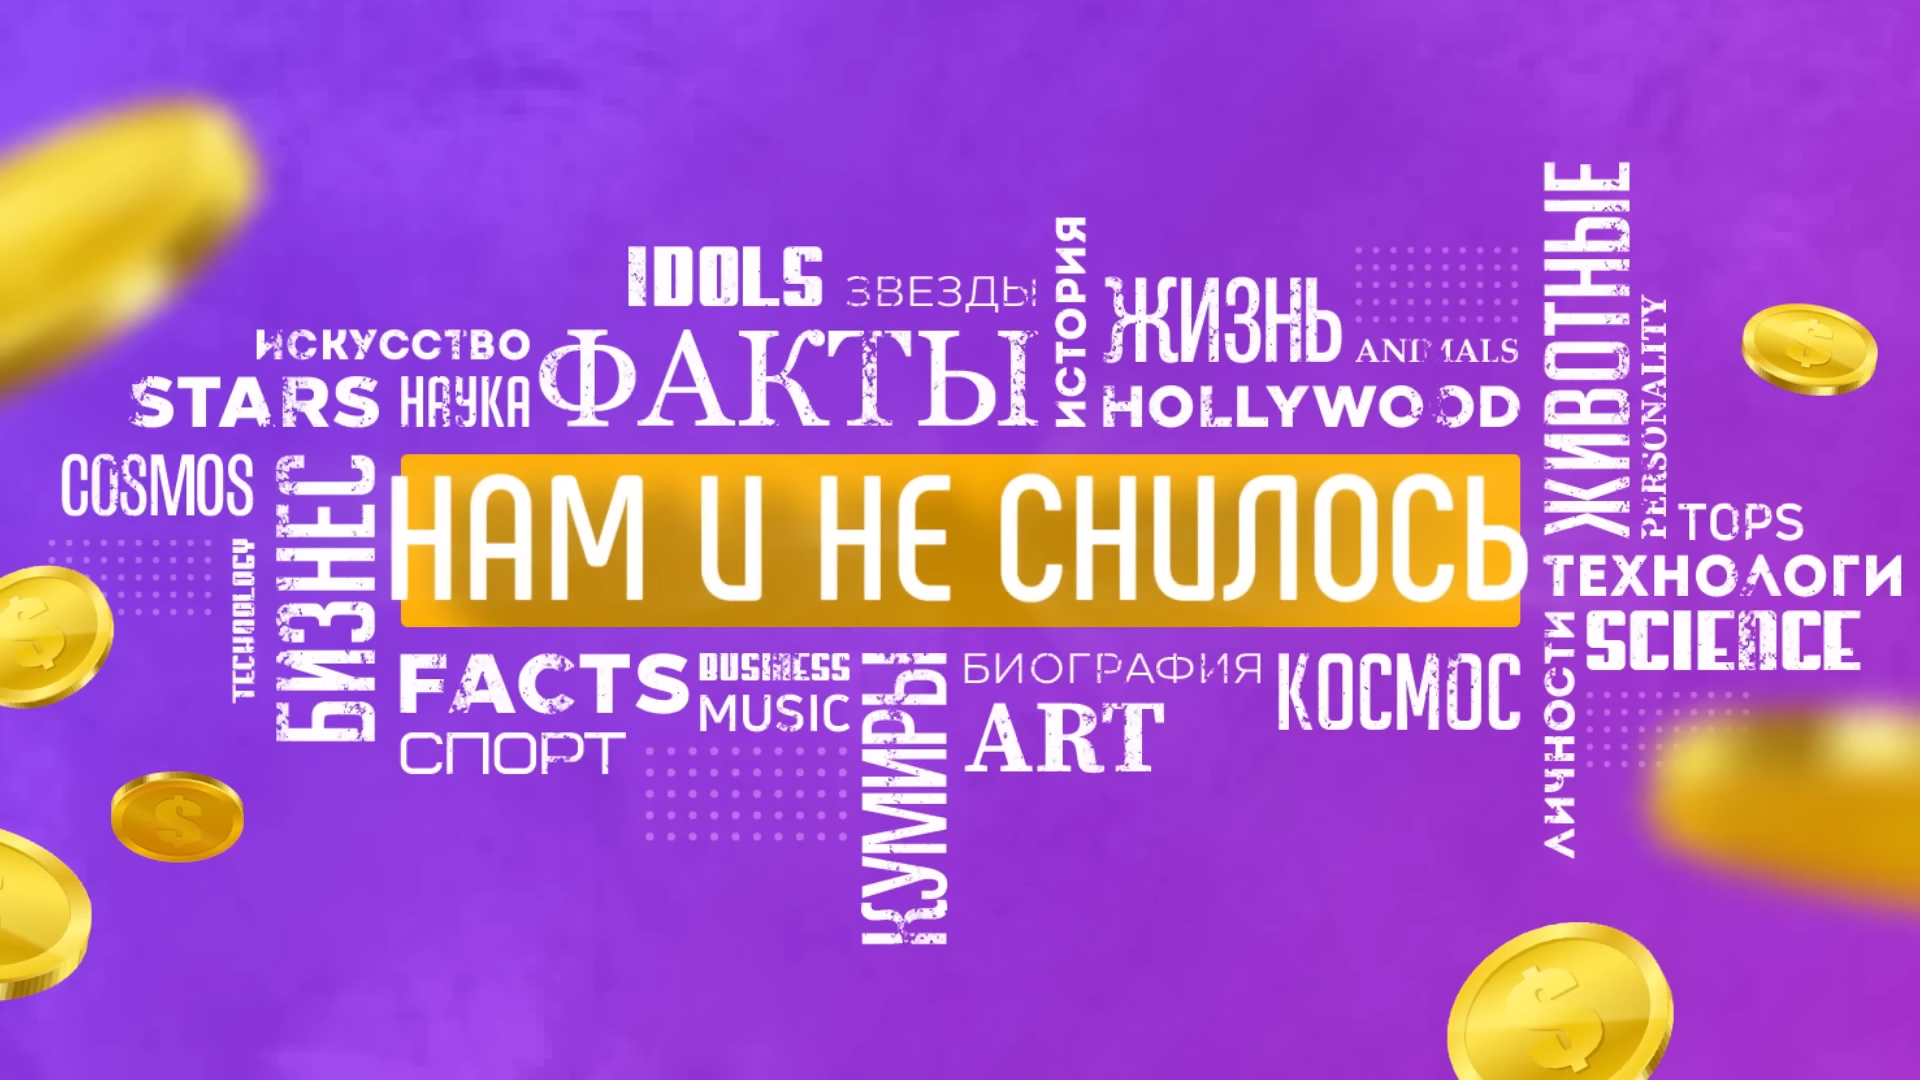 IDOLS
ЗВЕЗДЫ
ИСТОРИЯ
ЖИЗНЬ
ANIMALS
ЖИВОТНЫЕ
PERSONALITY
ИСКУССТВО
ФАКТЫ
STARS
НАУКА
HOLLYWOOD
COSMOS
БИЗНЕС
НАМ И НЕ СНИЛОСЬ
TOPS
ТЕХНОЛОГИ
TECHNOLOGY
ЛИЧНОСТИ
SCIENCE
FACTS
BUSINESS
MUSIC
КУМИРЫ
БИОГРАФИЯ
КОСМОС
СПОРТ
ART